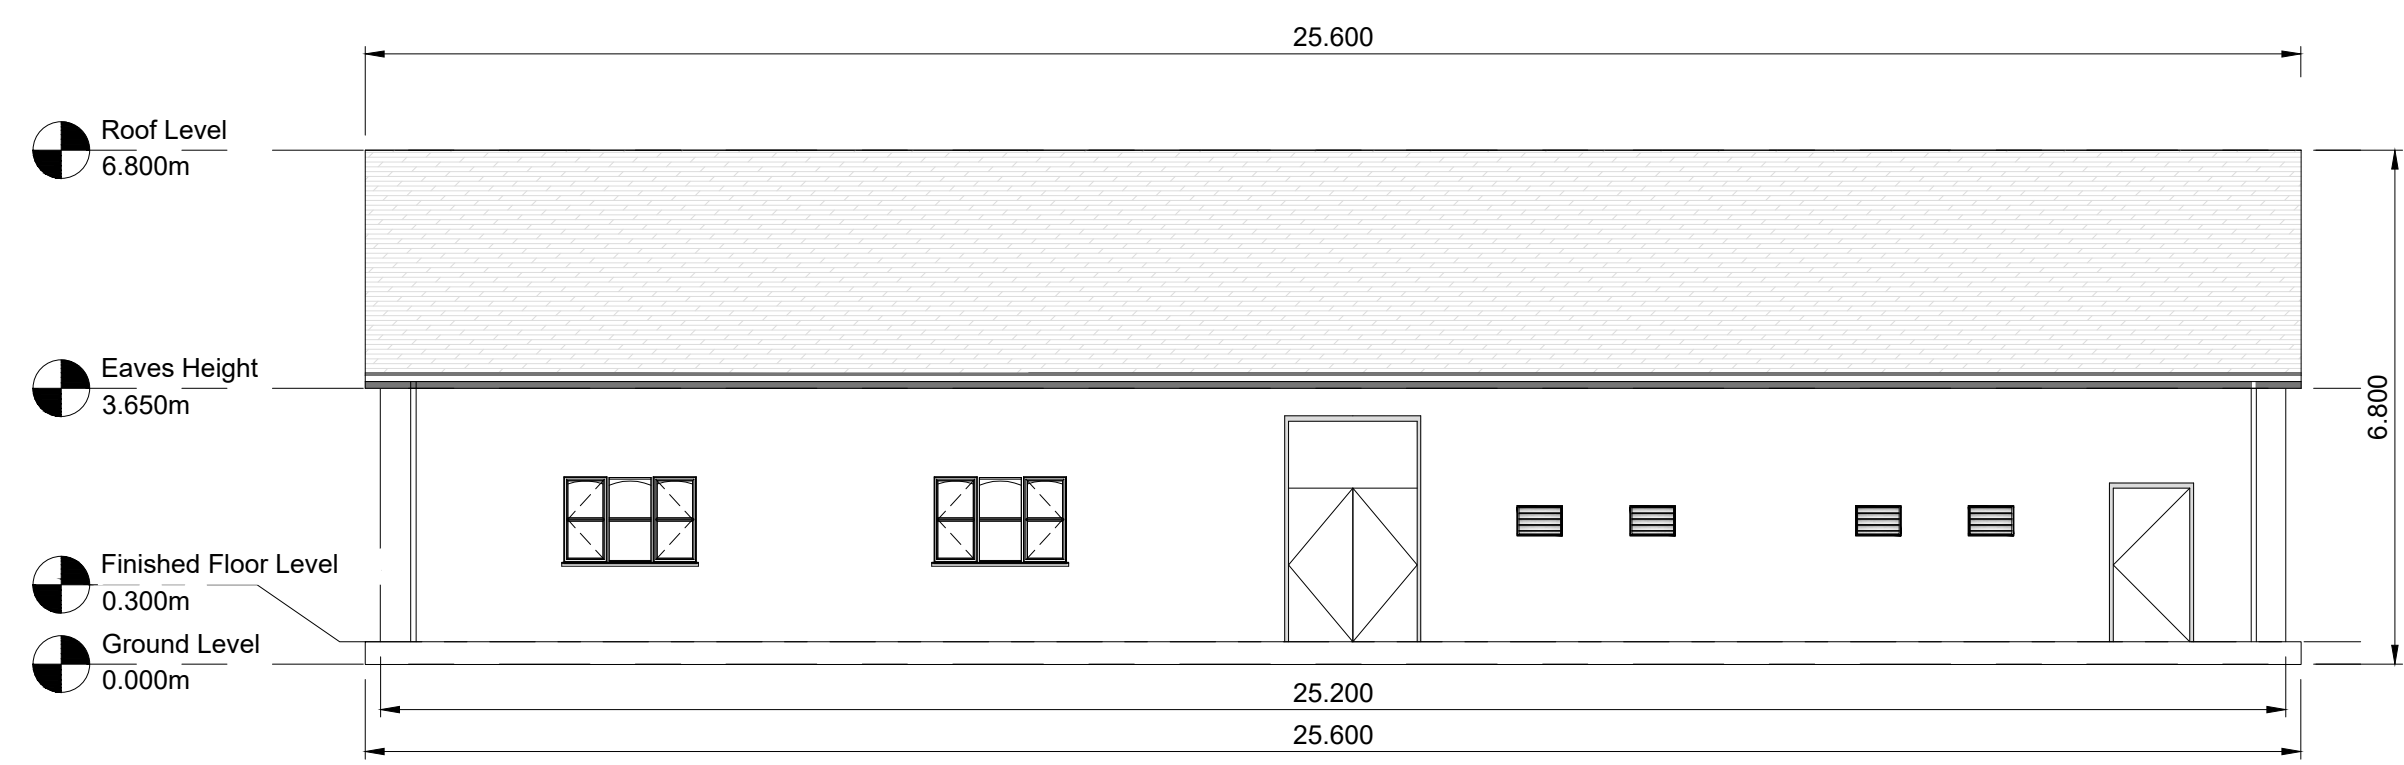 25.600
Roof Level
6.800m
Eaves Height
3.650m
6.800
Finished Floor Level
0.300m
Ground Level
0.000m
25.200
25.600